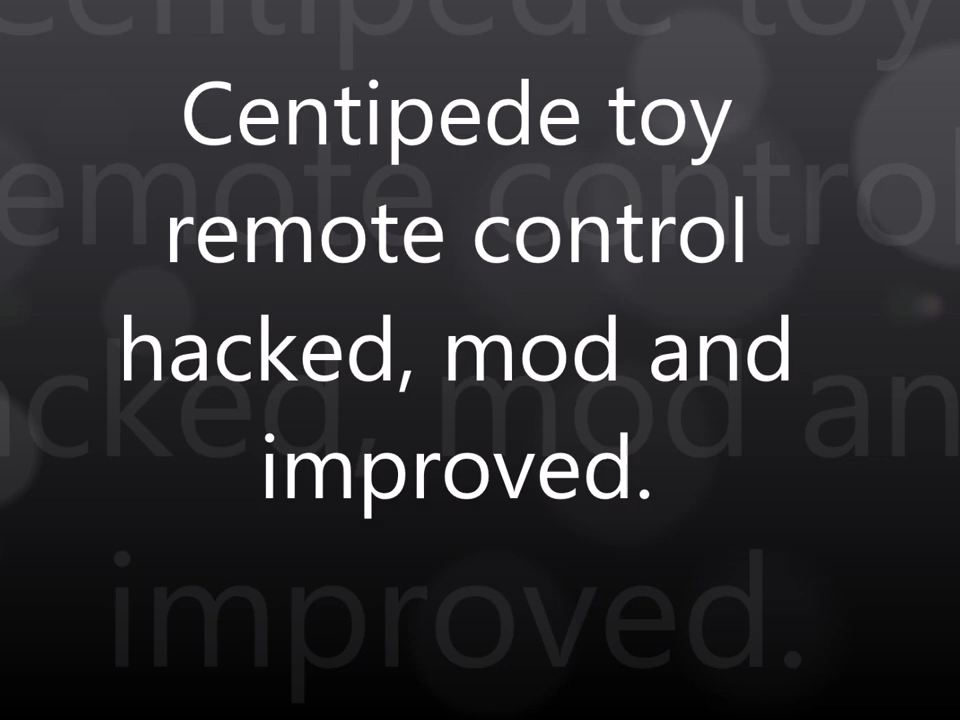 Centipede toy
remote control
hacked, mod and
improved.